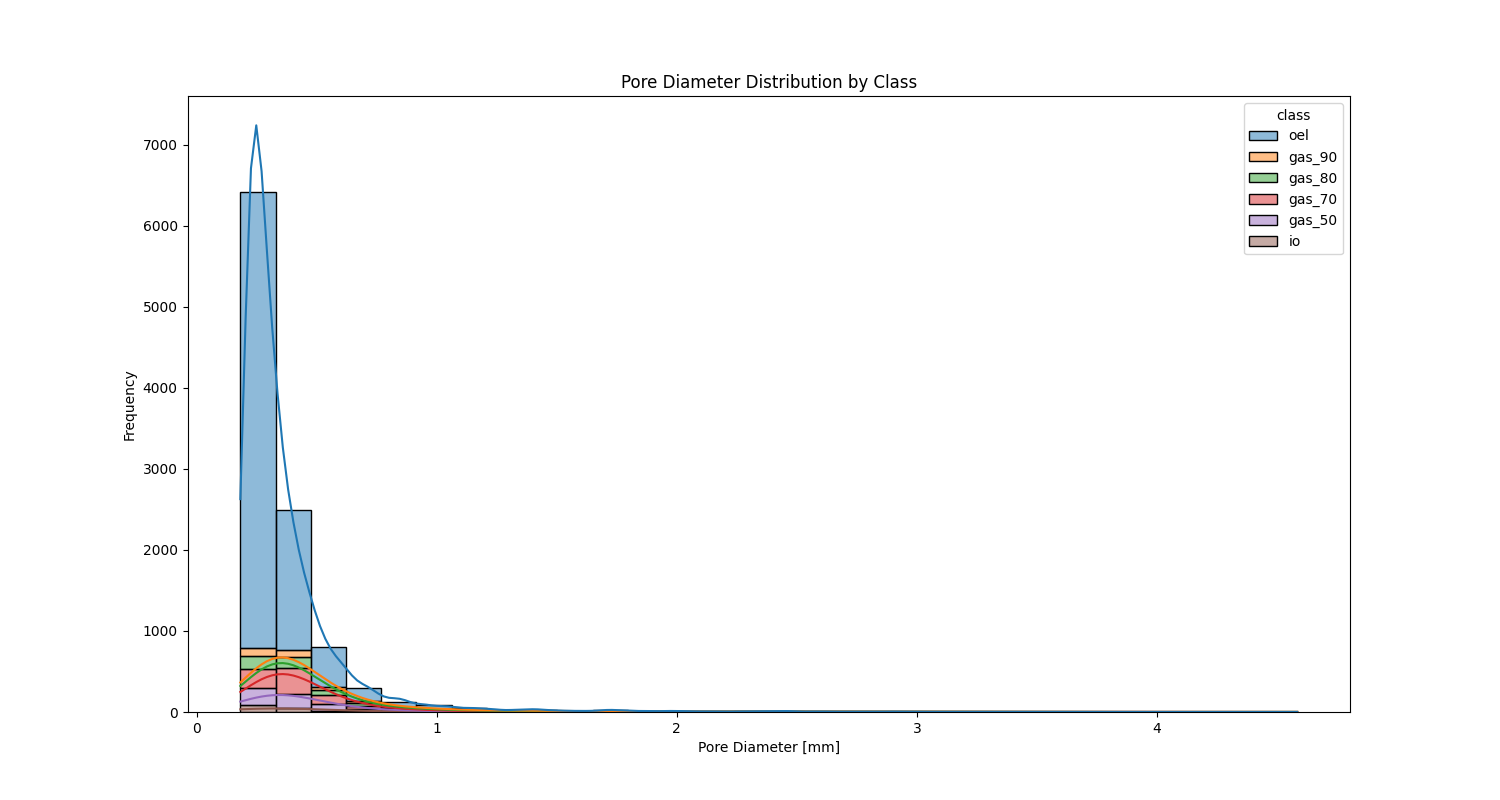 Pore Diameter Distribution by Class
class
oel
gas_90
gas_80
gas_70
gas_50
io
Frequency
7000
6000
5000
4000
3000
2000
1000
0
0 1 2 3 4
Pore Diameter [mm]